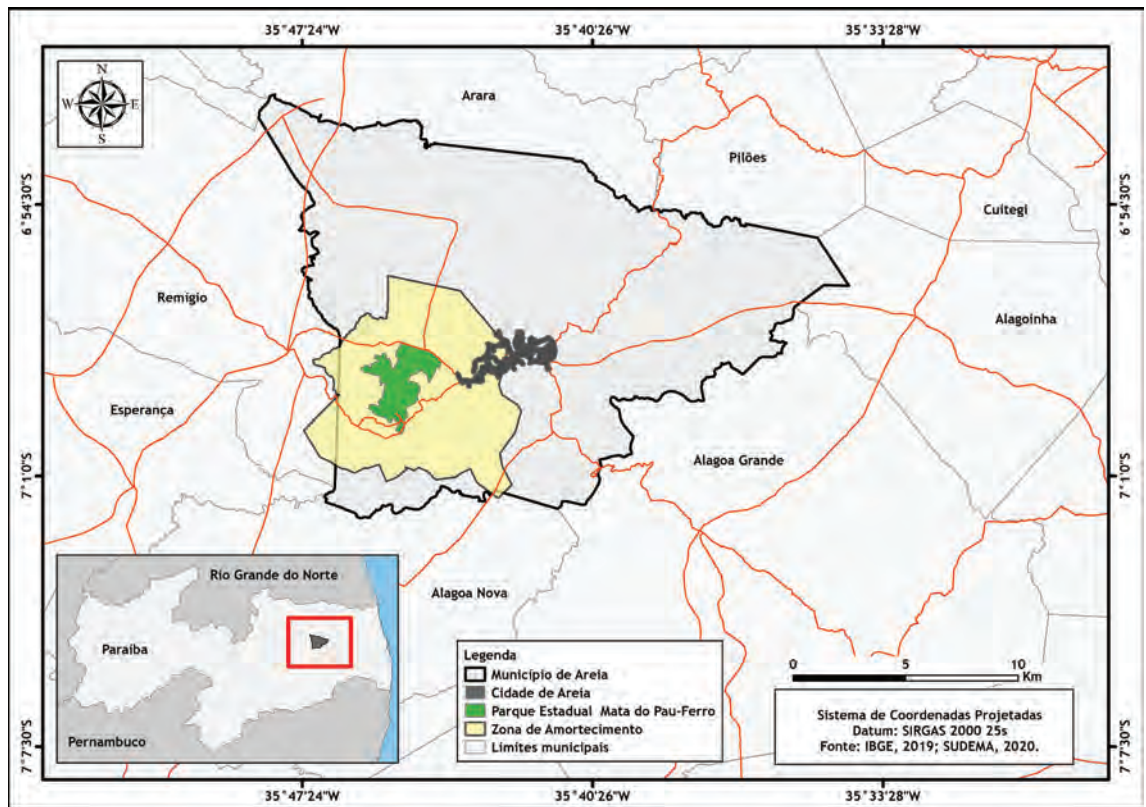 35°47'24"W
35°40'26"W
35°33'28"W
N
W
E
S
Arara
Pilões
6°54'30"S
6°54'30"S
Cuitegi
Remígio
Alagoinha
Esperança
Alagoa Grande
7°1'0"S
7°1'0"S
Rio Grande do Norte
Alagoa Nova
Paraíba
Pernambuco
Legenda
Município de Areia
Cidade de Areia
Parque Estadual Mata do Pau-Ferro
Zona de Amortecimento
Limites municipais
0
5
10
Km
Sistema de Coordenadas Projetadas
Datum: SIRGAS 2000 25s
Fonte: IBGE, 2019; SUDEMA, 2020.
7°7'30"S
7°7'30"S
35°47'24"W
35°40'26"W
35°33'28"W